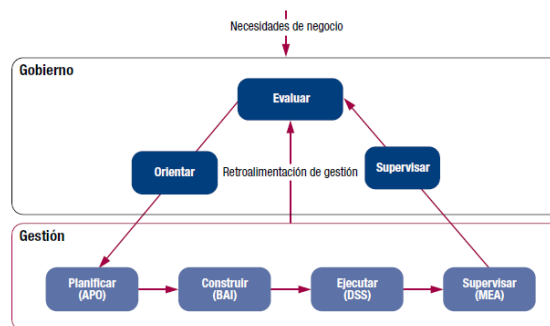 Necesidades de negocio
Gobierno
Evaluar
Orientar
Retroalimentación de gestión
Supervisar
Gestión
Planificar
(APO)
Construir
(BAI)
Ejecutar
(DSS)
Supervisar
(MEA)